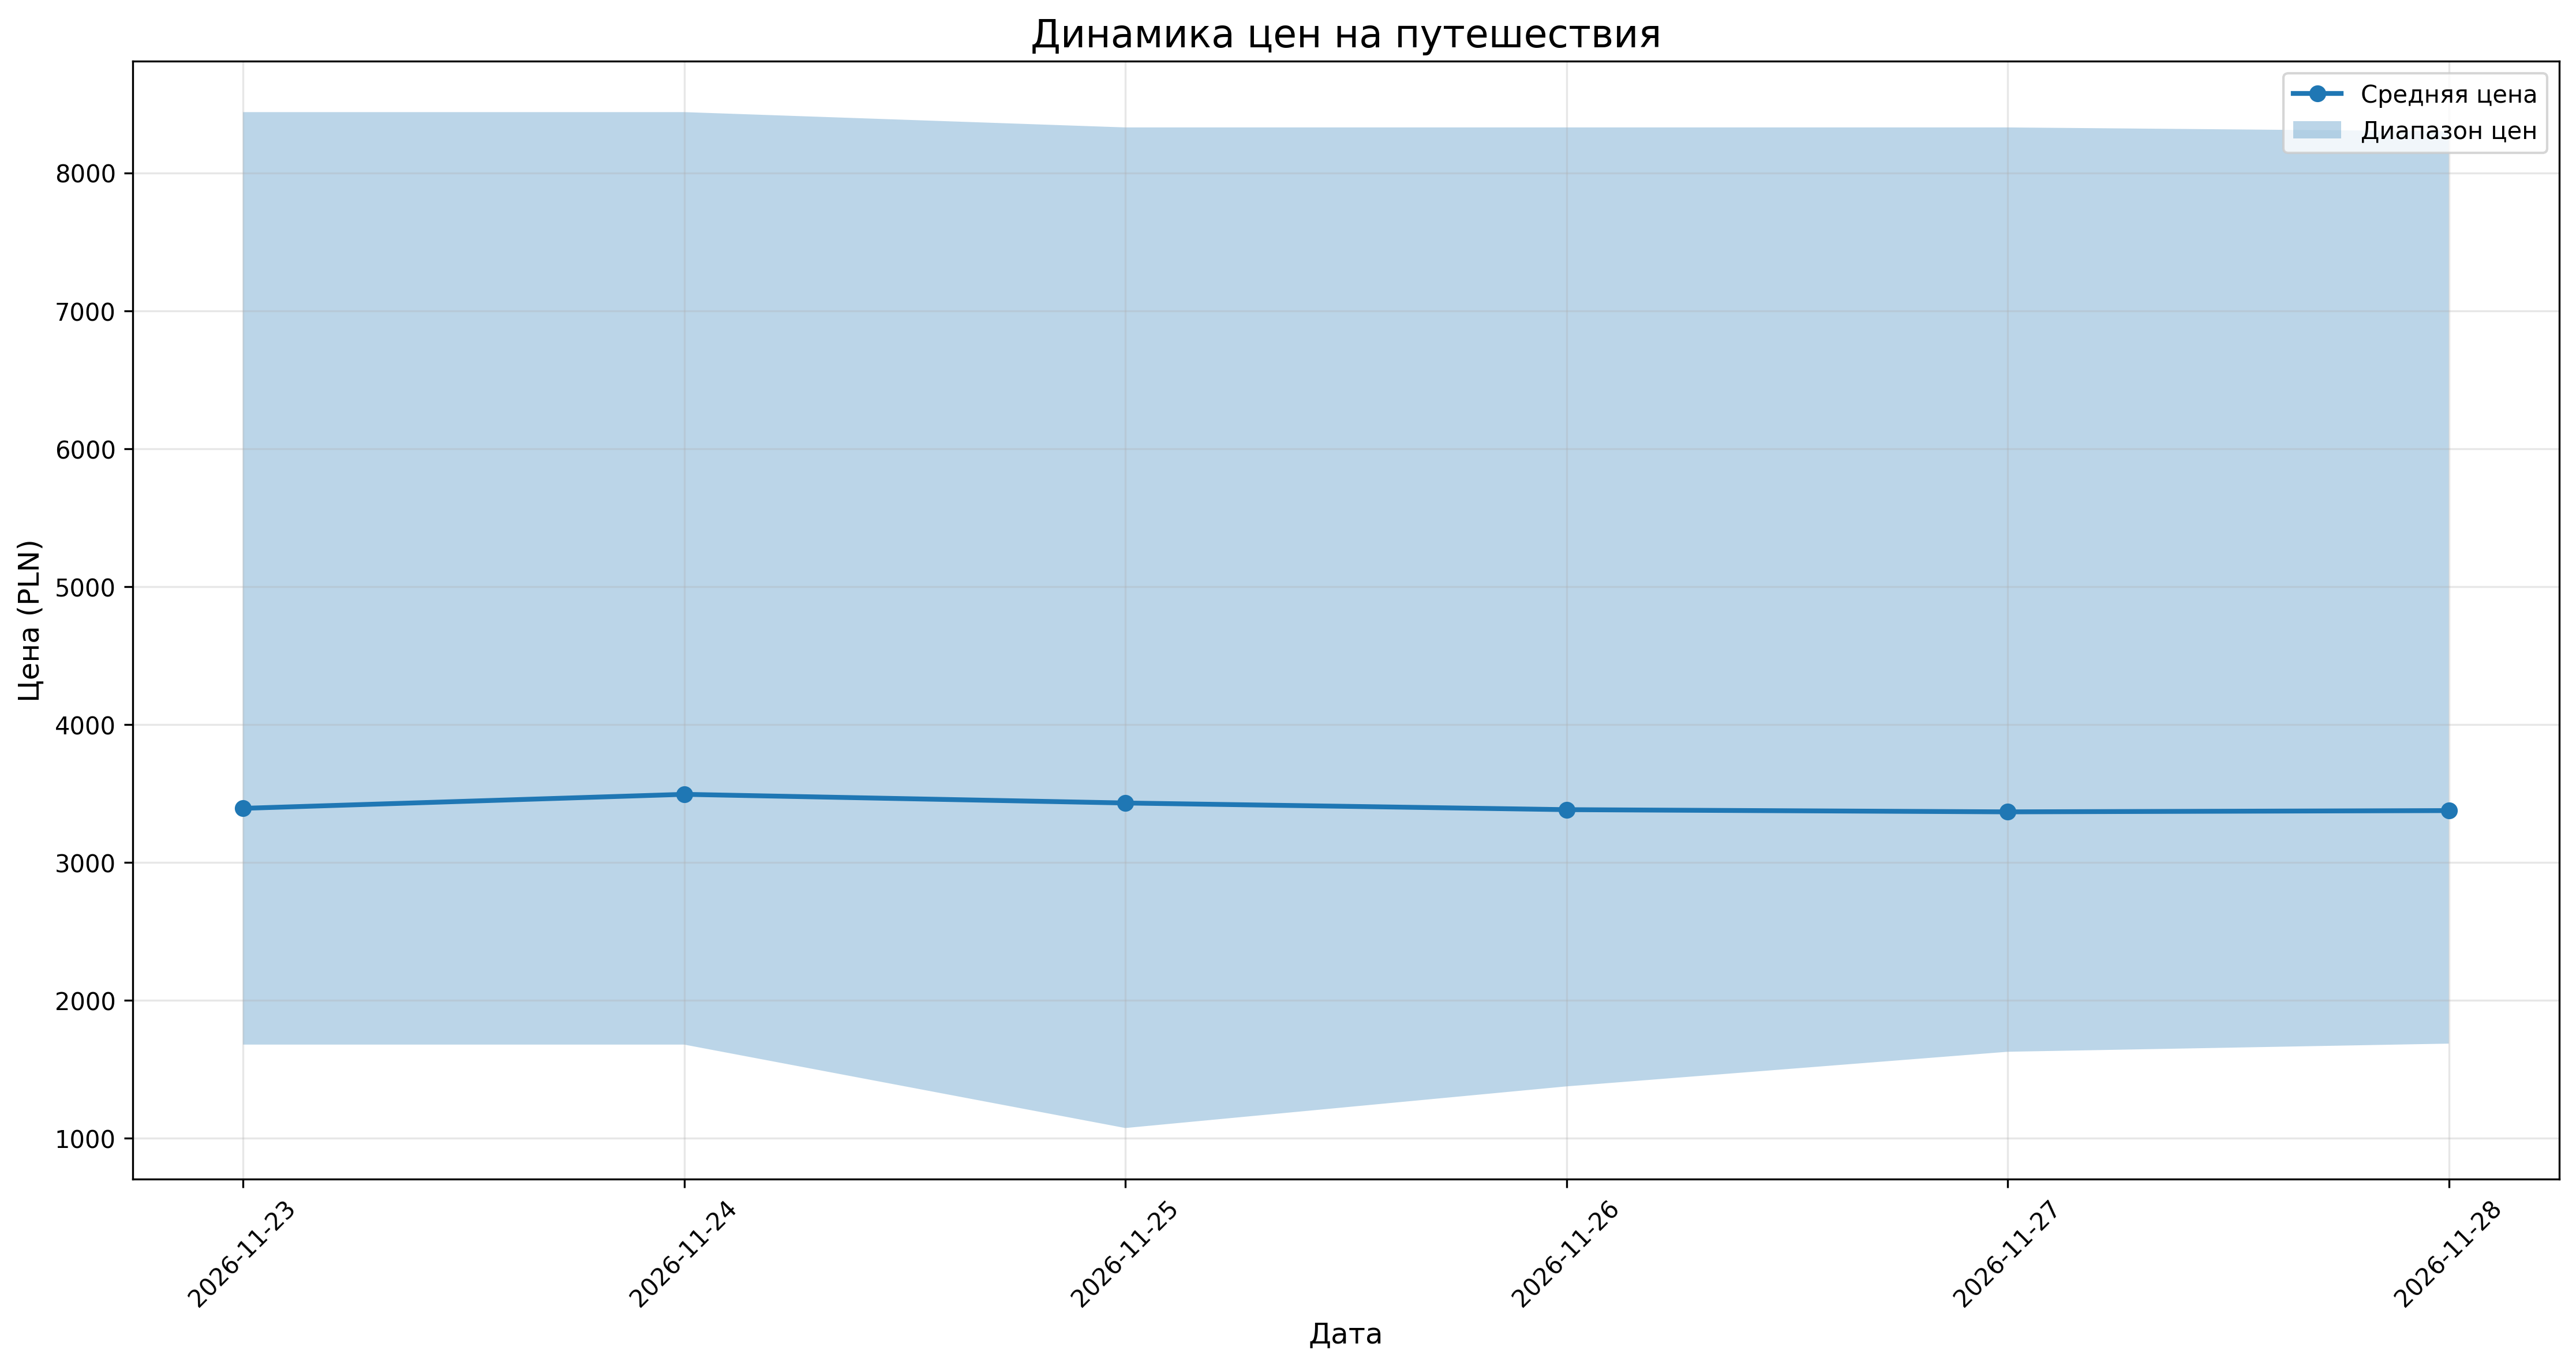 Динамика цен на путешествия
Средняя цена
Диапазон цен
Цена (PLN)
8000
7000
6000
5000
4000
3000
2000
1000
2026-11-23
2026-11-24
2026-11-25
2026-11-26
2026-11-27
2026-11-28
Дата